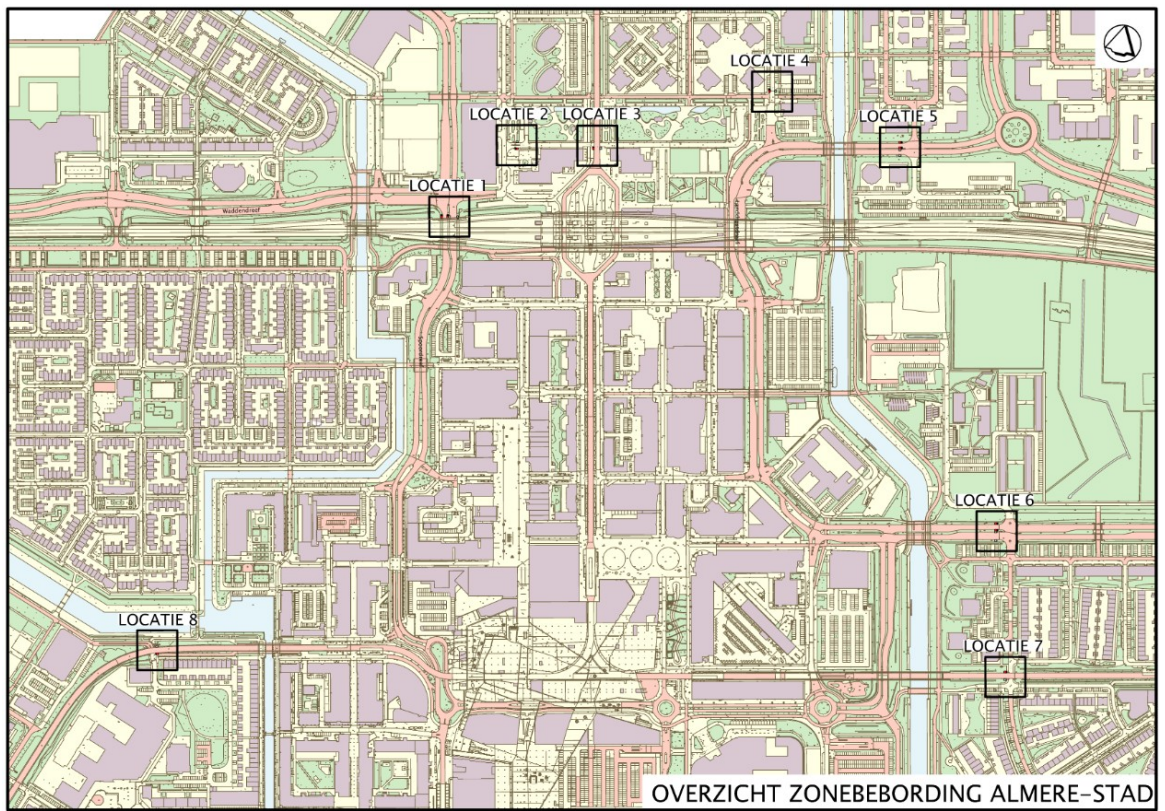 LOCATIE 4
LOCATIE 2
LOCATIE 3
LOCATIE 5
LOCATIE 1
Waddendreef
LOCATIE 6
LOCATIE 8
LOCATIE 7
OVERZICHT ZONEBEBORDING ALMERE-STAD